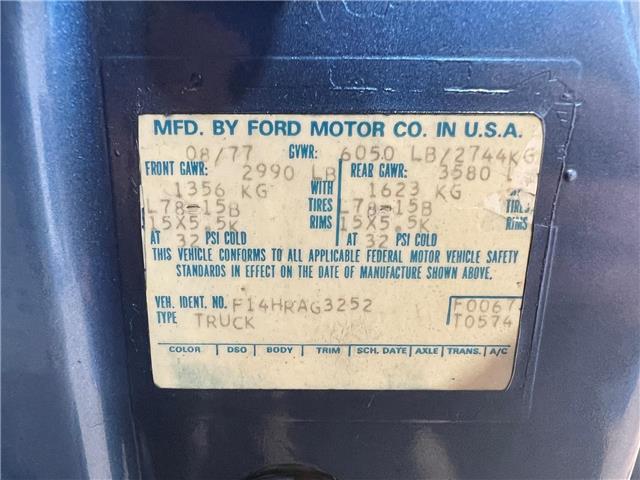 MFD. BY FORD MOTOR CO. IN U.S.A.
08/77 GVWR: 6050 LB/2744KG
FRONT GAWR: 2990 LB REAR GAWR: 3580 L
1356 KG WITH 1623 KG
L78-15B TIRES L78-15B TIRES
15X5.5K RIMS 15X5.5K RIMS
AT 32 PSI COLD AT 32 PSI COLD
THIS VEHICLE CONFORMS TO ALL APPLICABLE FEDERAL MOTOR VEHICLE SAFETY
STANDARDS IN EFFECT ON THE DATE OF MANUFACTURE SHOWN ABOVE.
VEH. IDENT. NO. F14HRAG3252 F0067
TYPE TRUCK T0574
COLOR DSO BODY TRIM SCH. DATE AXLE TRANS. A/C